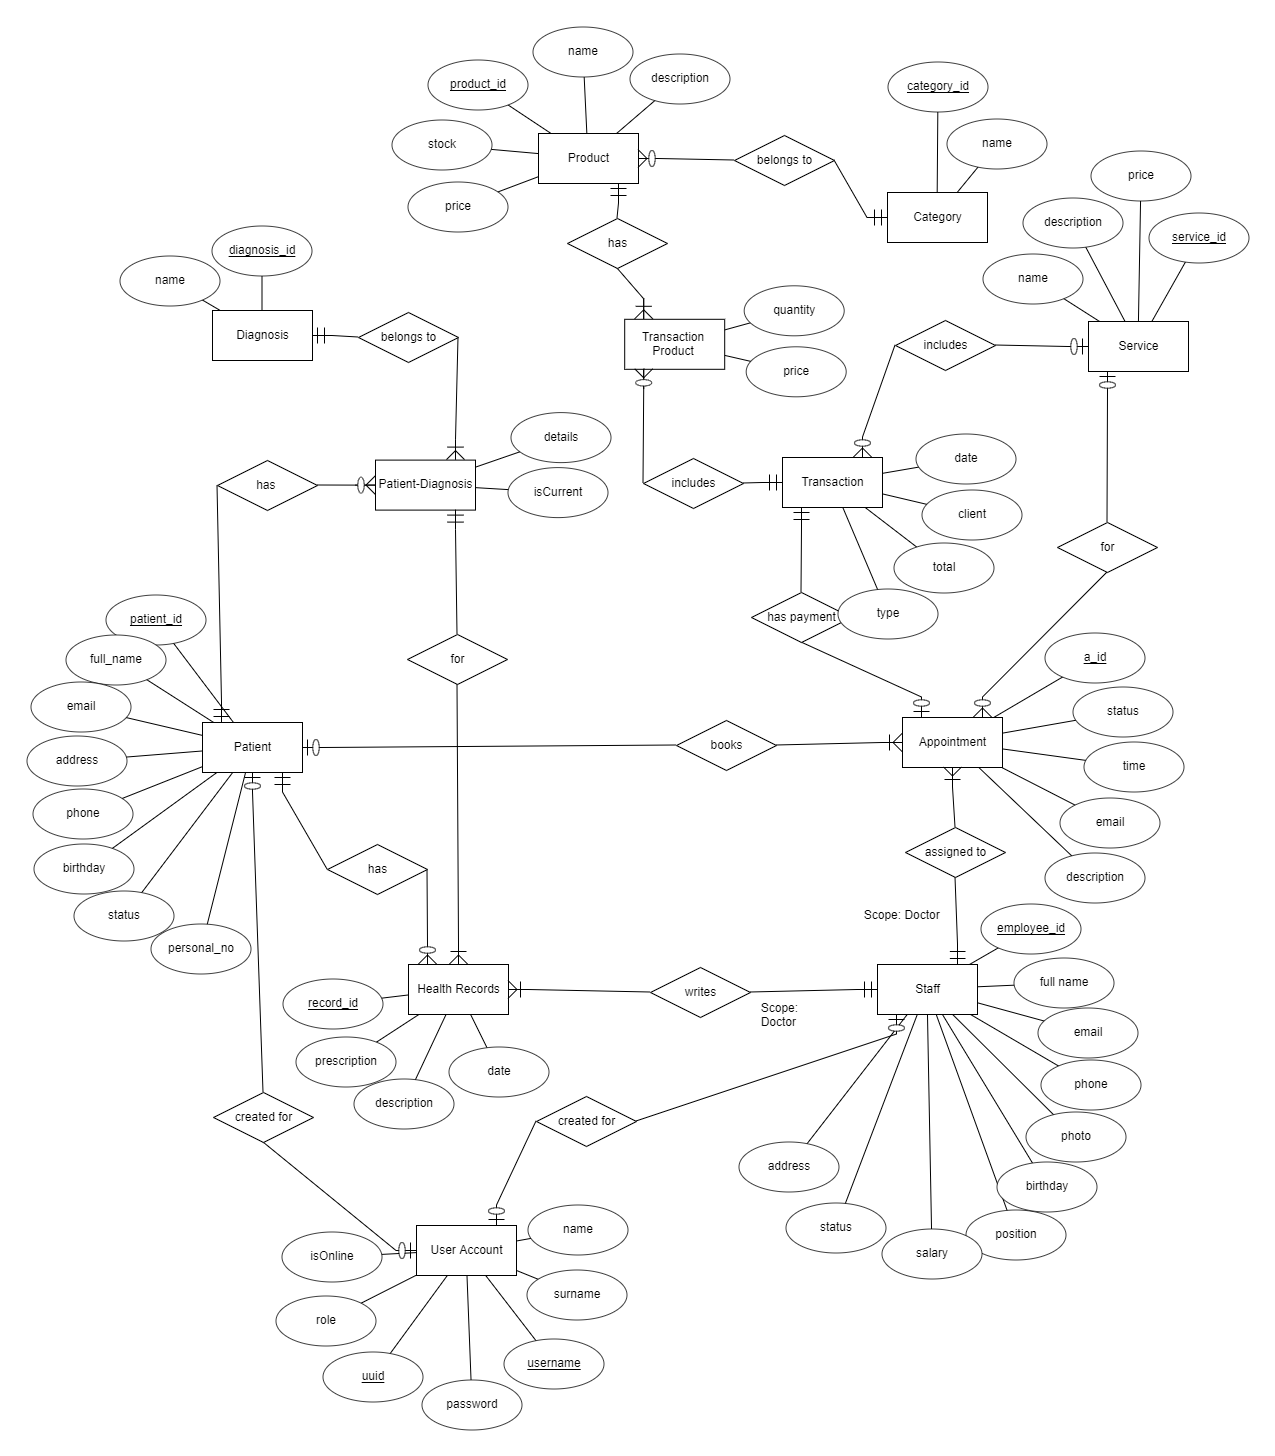 name
description
product_id
category_id
stock
name
Product
belongs to
price
price
Category
description
service_id
has
diagnosis_id
name
name
quantity
Diagnosis
belongs to
Transaction
Product
includes
Service
price
details
date
has
Patient-Diagnosis
isCurrent
includes
Transaction
client
for
total
has payment
type
patient_id
full_name
for
a_id
email
status
Patient
books
Appointment
address
time
phone
email
has
assigned to
birthday
description
status
Scope: Doctor
personal_no
employee_id
record_id
Health Records
writes
Staff
full name
Scope:
Doctor
email
prescription
date
phone
description
created for
created for
photo
address
birthday
status
position
salary
name
isOnline
User Account
surname
role
uuid
username
password